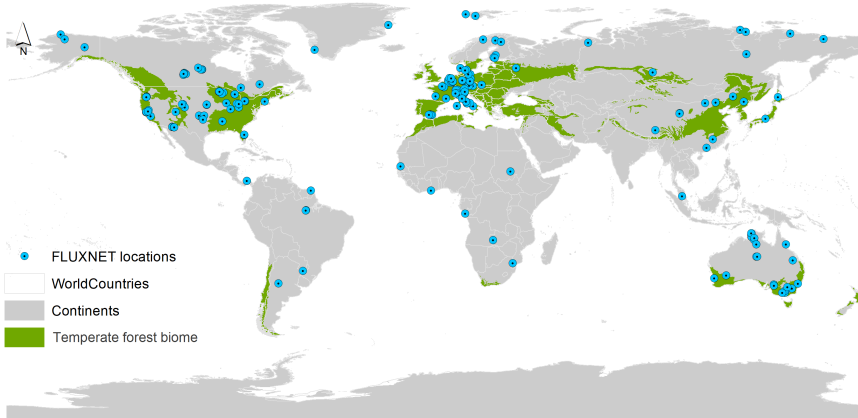 N
FLUXNET locations
WorldCountries
Continents
Temperate forest biome